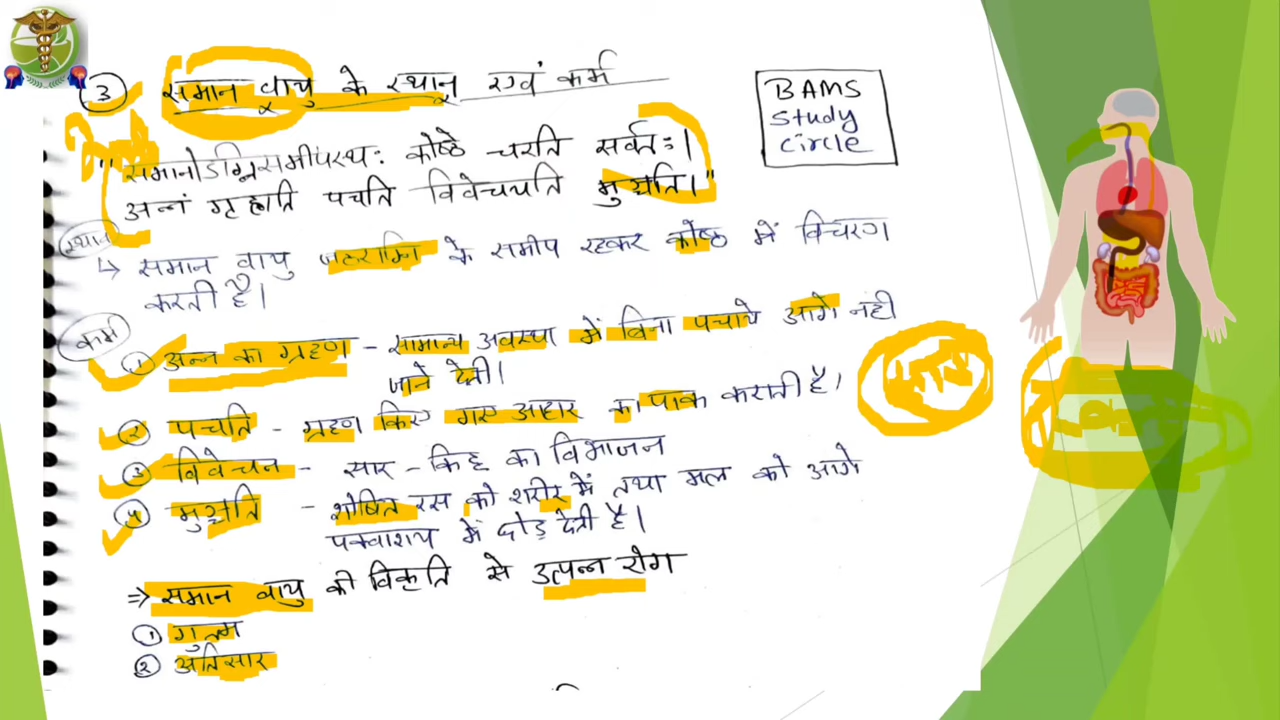 ③ समान वायु के स्थान एवं कर्म
BAMS
Study
Circle
"समानोऽग्निसमीपस्थः कोष्ठे चरति सर्वतः।
अन्नं गृह्णाति पचति विवेचयति मुञ्चति।"
स्थान
↳ समान वायु जठराग्नि के समीप रहकर कोष्ठ में विचरण
करती है।
कर्म
① अन्न का ग्रहण - सामान्य अवस्था में बिना पचाये आगे नही
जाने देती।
② पचति - ग्रहण किए गए आहार का पाक कराती है।
③ विवेचन - सार - किट्ट का विभाजन
④ मुञ्चति - शोषित रस को शरीर में तथा मल को आगे
पक्वाशय में छोड़ देती है।
⇒ समान वायु की विकृति से उत्पन्न रोग
① गुल्म
② अतिसार